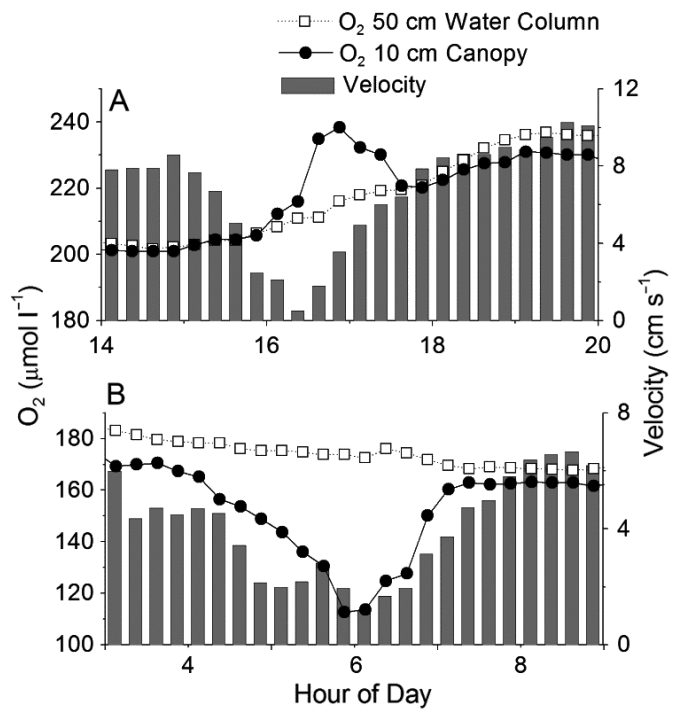 O₂ 50 cm Water Column
O₂ 10 cm Canopy
Velocity
A
240
220
200
180
12
8
4
0
14 16 18 20
B
180
160
140
120
100
8
4
0
4 6 8
O₂ (μmol l⁻¹)
Velocity (cm s⁻¹)
Hour of Day